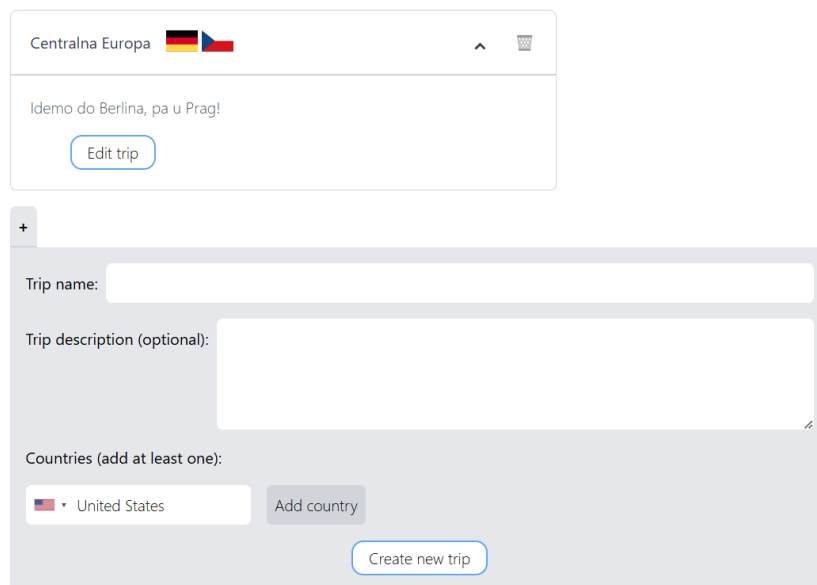 Centralna Europa
Idemo do Berlina, pa u Prag!
Edit trip
+
Trip name:
Trip description (optional):
Countries (add at least one):
United States
Add country
Create new trip